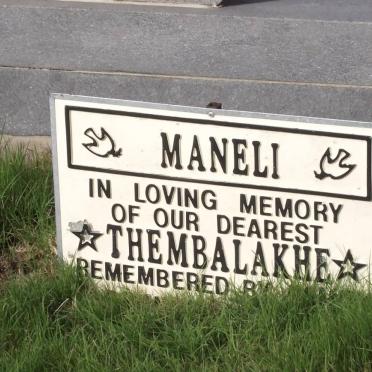 MANELI
IN LOVING MEMORY
OF OUR DEAREST
THEMBALAKHE
REMEMBERED